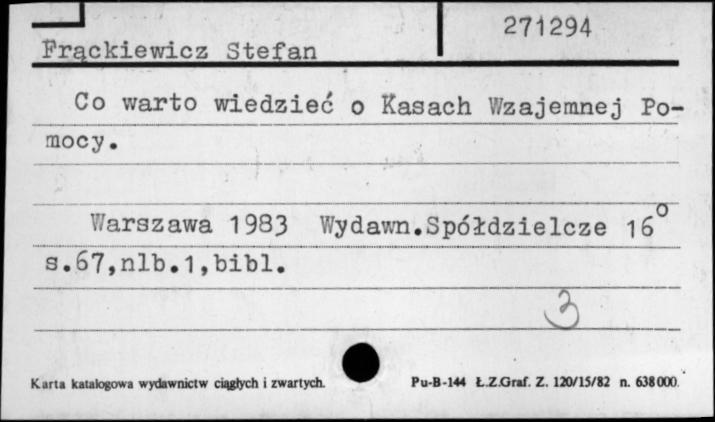 271294
Frąckiewicz Stefan
Co warto wiedzieć o Kasach Wzajemnej Po-
mocy.
Warszawa 1983 Wydawn.Spółdzielcze 16°
s.67,nlb.1,bibl.
3
Karta katalogowa wydawnictw ciągłych i zwartych.
Pu-B-144 Ł.Z.Graf. Z. 120/15/82 n. 638000.